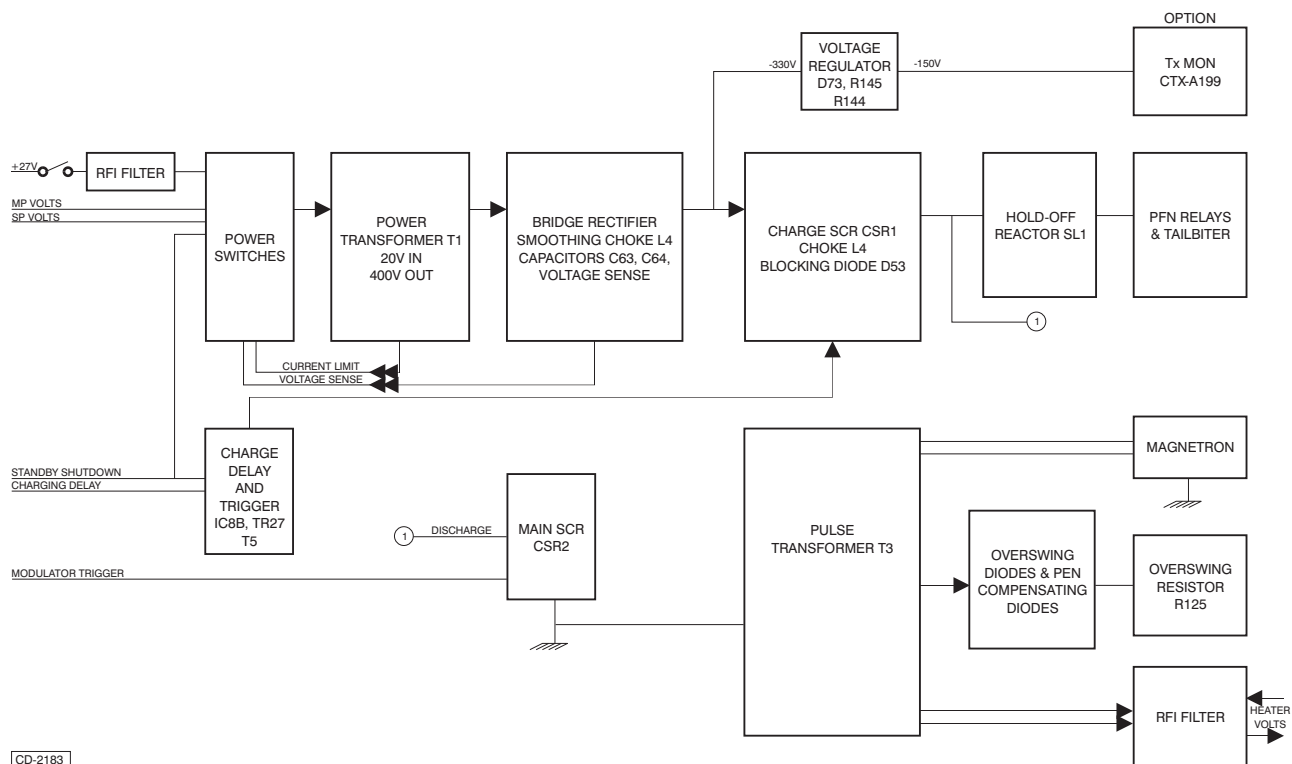 OPTION
VOLTAGE
REGULATOR
D73, R145
R144
-330V
-150V
Tx MON
CTX-A199
+27V
RFI FILTER
MP VOLTS
SP VOLTS
POWER
SWITCHES
POWER
TRANSFORMER T1
20V IN
400V OUT
BRIDGE RECTIFIER
SMOOTHING CHOKE L4
CAPACITORS C63, C64,
VOLTAGE SENSE
CHARGE SCR CSR1
CHOKE L4
BLOCKING DIODE D53
HOLD-OFF
REACTOR SL1
PFN RELAYS
& TAILBITER
1
CURRENT LIMIT
VOLTAGE SENSE
STANDBY SHUTDOWN
CHARGING DELAY
CHARGE
DELAY
AND
TRIGGER
IC8B, TR27
T5
MODULATOR TRIGGER
1
DISCHARGE
MAIN SCR
CSR2
PULSE
TRANSFORMER T3
MAGNETRON
OVERSWING
DIODES & PEN
COMPENSATING
DIODES
OVERSWING
RESISTOR
R125
RFI FILTER
HEATER
VOLTS
CD-2183